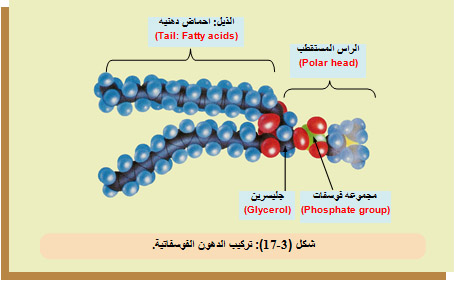 الذيل: احماض دهنيه
(Tail: Fatty acids)
الراس المستقطب
(Polar head)
جليسرين
(Glycerol)
مجموعه فوسفات
(Phosphate group)
شكل (3-17): تركيب الدهون الفوسفاتية.